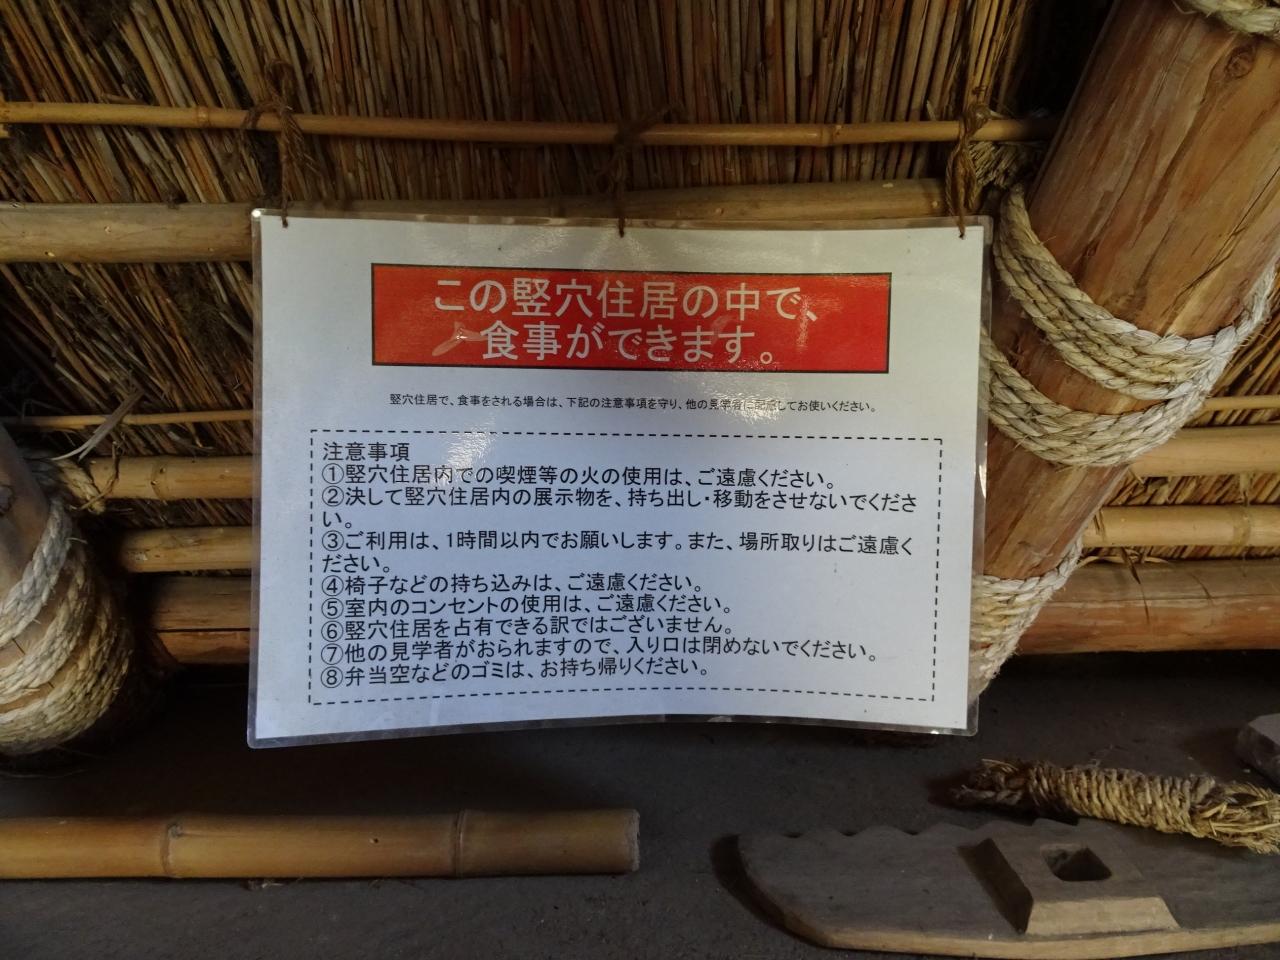 この竪穴住居の中で、
食事ができます。
竪穴住居で、食事をされる場合は、下記の注意事項を守り、他の見学者に配慮してお使いください。
注意事項
①竪穴住居内での喫煙等の火の使用は、ご遠慮ください。
②決して竪穴住居内の展示物を、持ち出し・移動をさせないでくださ
い。
③ご利用は、1時間以内でお願いします。また、場所取りはご遠慮く
ださい。
④椅子などの持ち込みは、ご遠慮ください。
⑤室内のコンセントの使用は、ご遠慮ください。
⑥竪穴住居を占有できる訳ではございません。
⑦他の見学者がおられますので、入り口は閉めないでください。
⑧弁当空などのゴミは、お持ち帰りください。